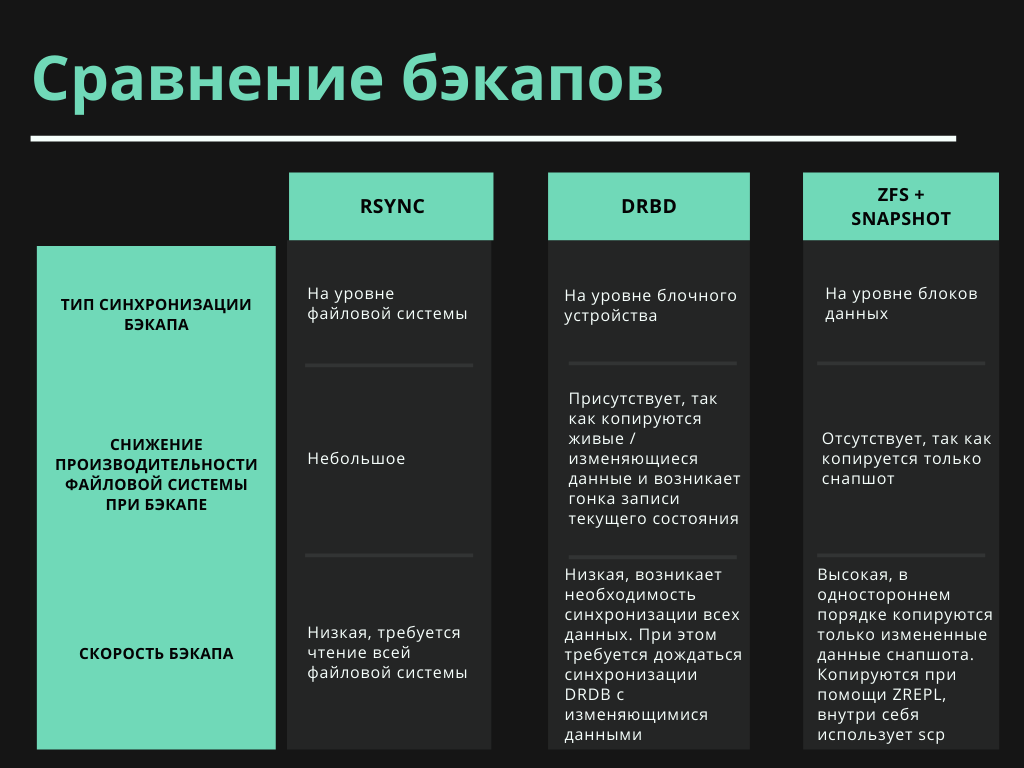 Сравнение бэкапов
RSYNC
DRBD
ZFS +
SNAPSHOT
ТИП СИНХРОНИЗАЦИИ
БЭКАПА
На уровне
файловой системы
На уровне блочного
устройства
На уровне блоков
данных
СНИЖЕНИЕ
ПРОИЗВОДИТЕЛЬНОСТИ
ФАЙЛОВОЙ СИСТЕМЫ
ПРИ БЭКАПЕ
Небольшое
Присутствует, так
как копируются
живые /
изменяющиеся
данные и возникает
гонка записи
текущего состояния
Отсутствует, так как
копируется только
снапшот
СКОРОСТЬ БЭКАПА
Низкая, требуется
чтение всей
файловой системы
Низкая, возникает
необходимость
синхронизации всех
данных. При этом
требуется дождаться
синхронизации
DRDB с
изменяющимися
данными
Высокая, в
одностороннем
порядке копируются
только измененные
данные снапшота.
Копируются при
помощи ZREPL,
внутри себя
использует scp